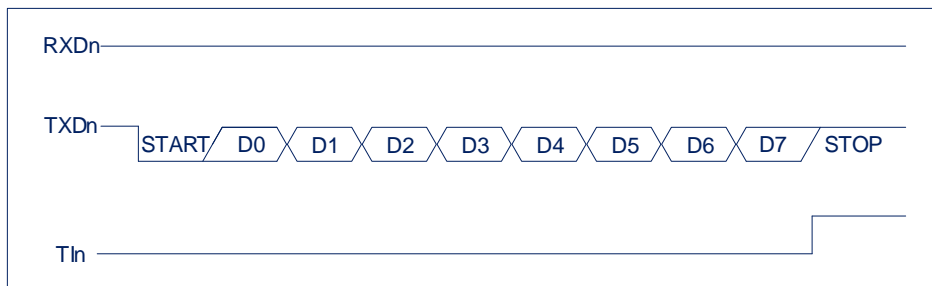 RXDn
TXDn
START D0 D1 D2 D3 D4 D5 D6 D7 STOP
TIn